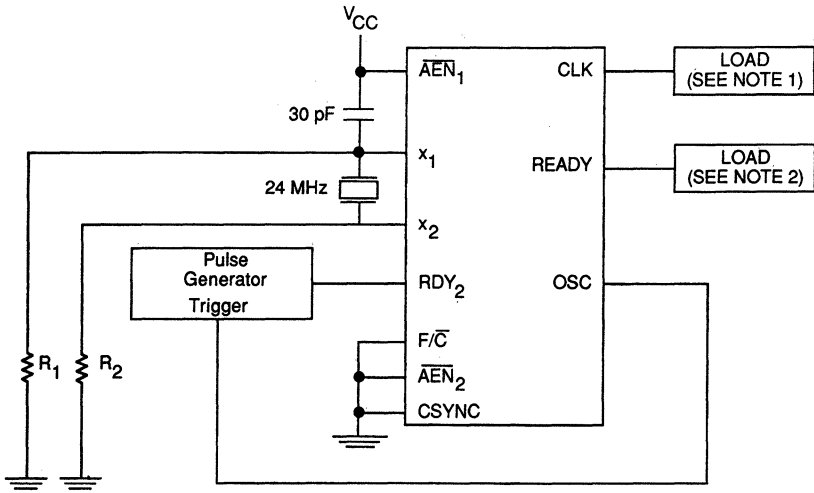 VCC
AEN1
CLK
LOAD
(SEE NOTE 1)
30 pF
X1
READY
LOAD
(SEE NOTE 2)
24 MHz
X2
Pulse
Generator
Trigger
RDY2
OSC
F/C̅
R1
R2
AEN2
CSYNC